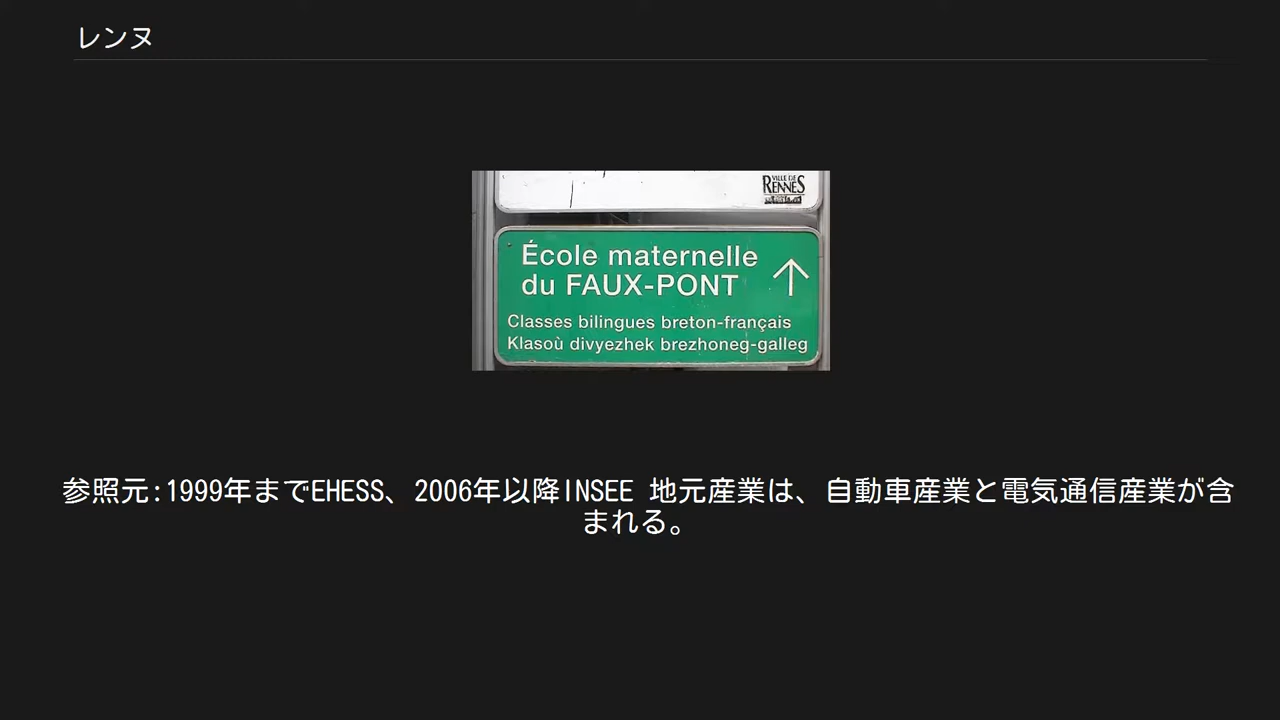 レンヌ
VILLE DE
RENNES
École maternelle
du FAUX-PONT
Classes bilingues breton-français
Klasoù divyezhek brezhoneg-galleg
参照元:1999年までEHESS、2006年以降INSEE 地元産業は、自動車産業と電気通信産業が含
まれる。